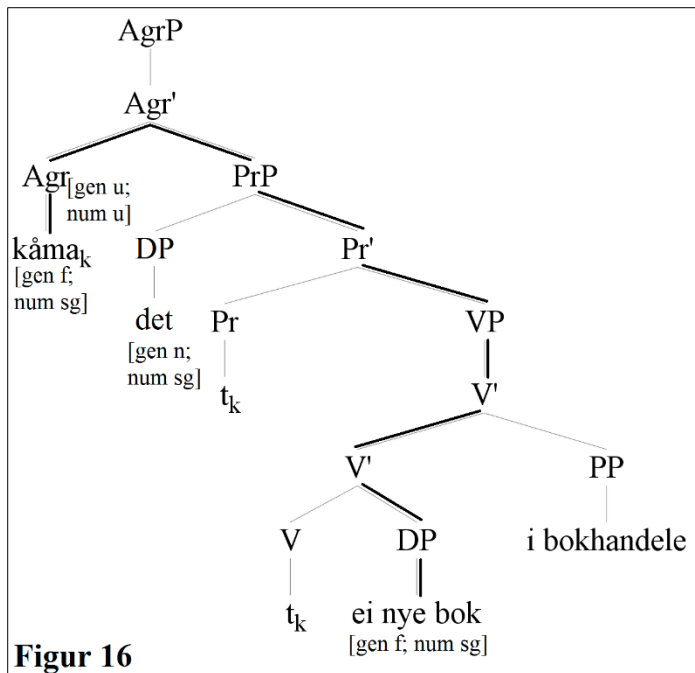 AgrP
Agr'
Agr [gen u; PrP
num u]
kåmaₖ DP Pr'
[gen f;
num sg]
det Pr VP
[gen n;
num sg]
tₖ V'
V' PP
V DP i bokhandele
tₖ ei nye bok
[gen f; num sg]
Figur 16